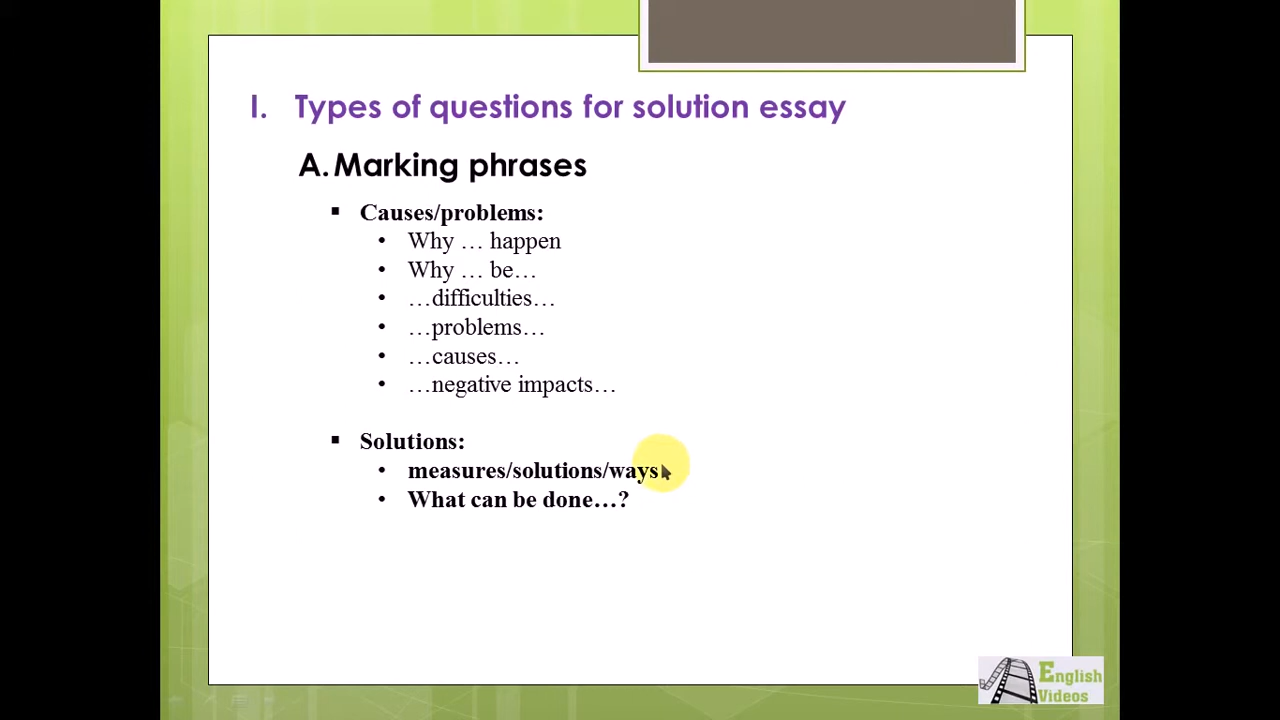 I. Types of questions for solution essay
A. Marking phrases
▪ Causes/problems:
• Why … happen
• Why … be…
• …difficulties…
• …problems…
• …causes…
• …negative impacts…
▪ Solutions:
• measures/solutions/ways
• What can be done…?
English
Videos